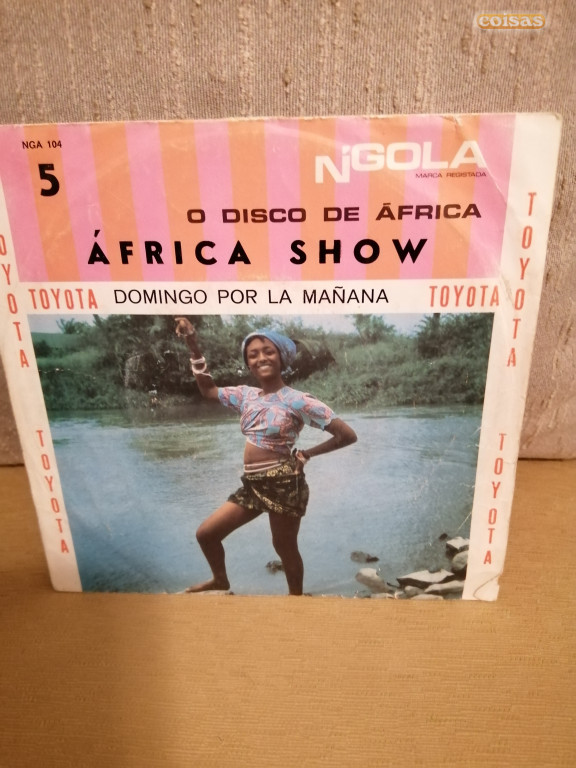 coisas
NGA 104
5
N'GOLA
MARCA REGISTADA
O DISCO DE ÁFRICA
ÁFRICA SHOW
TOYOTA DOMINGO POR LA MAÑANA TOYOTA
TOYOTA
TOYOTA
TOYOTA
TOYOTA